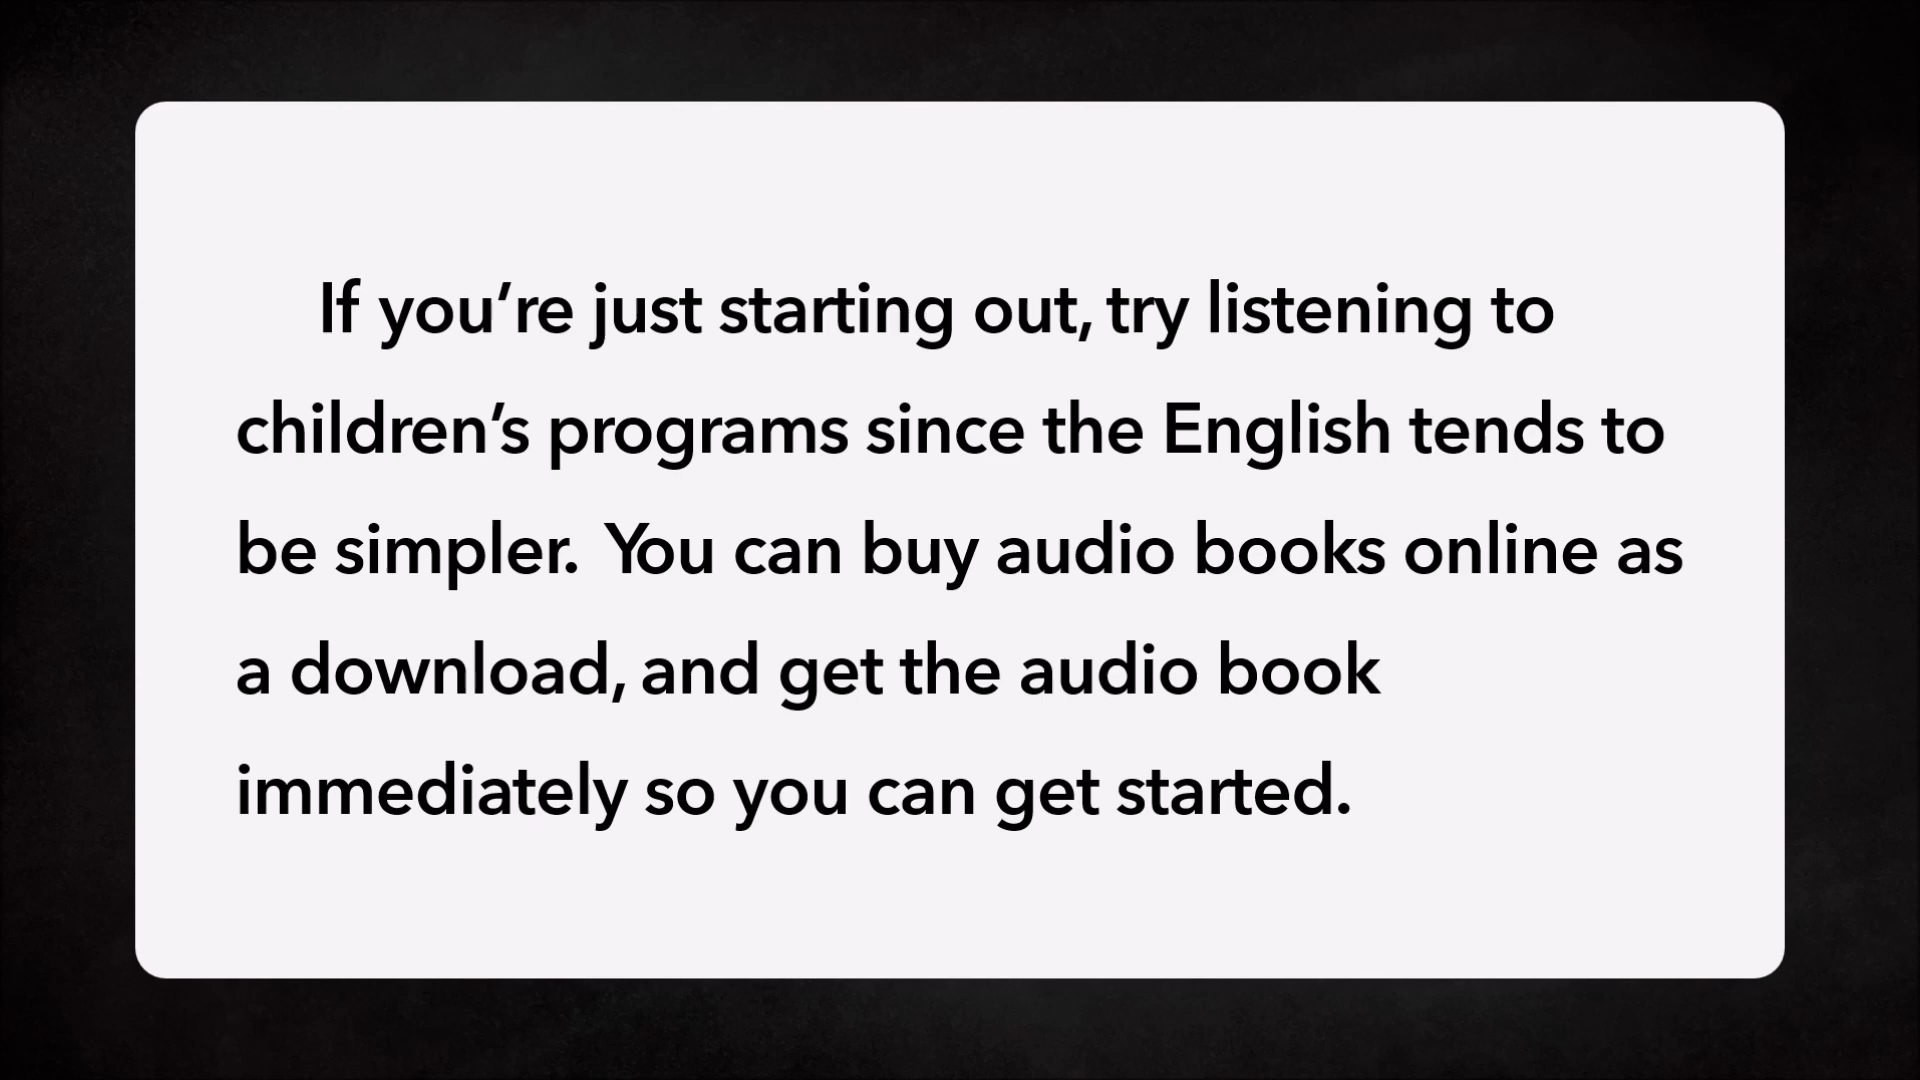 If you’re just starting out, try listening to
children’s programs since the English tends to
be simpler. You can buy audio books online as
a download, and get the audio book
immediately so you can get started.